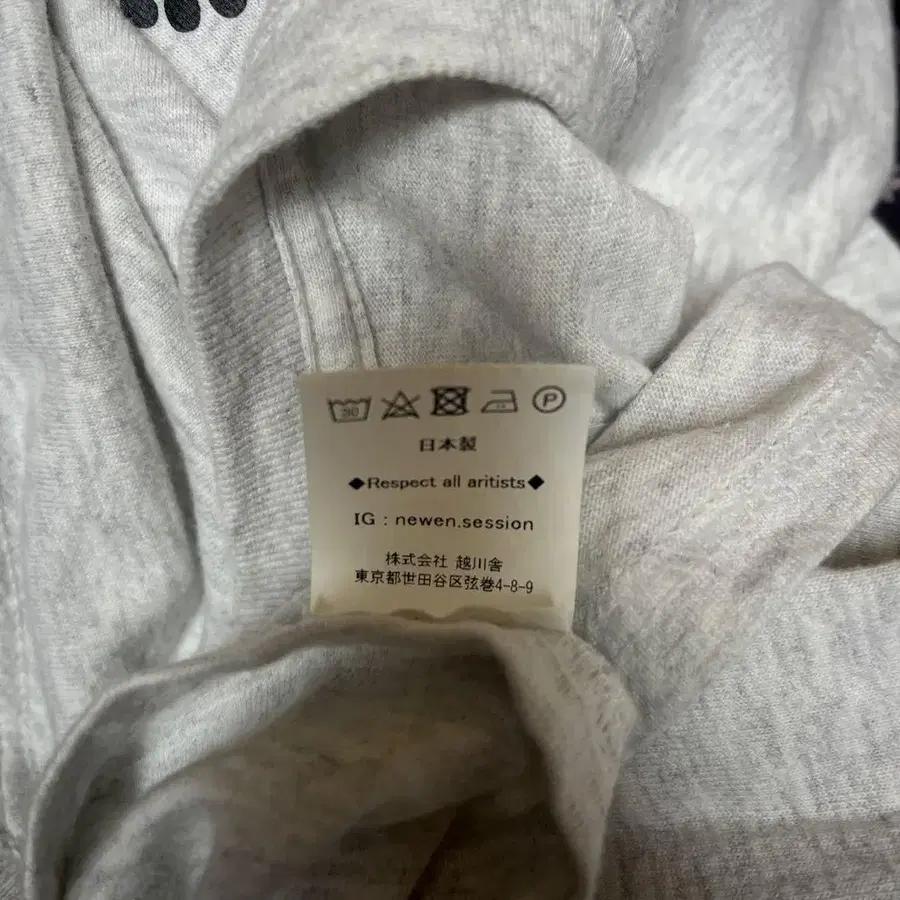 30
P
日本製
◆Respect all aritists◆
IG : newen.session
株式会社 越川舎
東京都世田谷区弦巻4-8-9